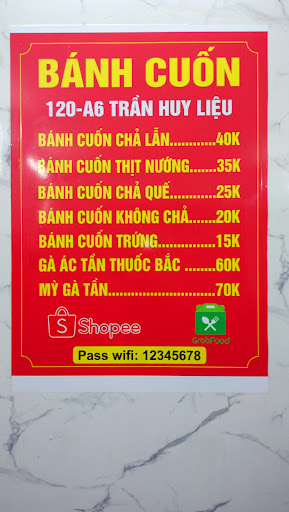 BÁNH CUỐN
120-A6 TRẦN HUY LIỆU
BÁNH CUỐN CHẢ LẪN............40K
BÁNH CUỐN THỊT NƯỚNG.......35K
BÁNH CUỐN CHẢ QUẾ............25K
BÁNH CUỐN KHÔNG CHẢ........20K
BÁNH CUỐN TRỨNG...............15K
GÀ ÁC TẦN THUỐC BẮC ........60K
MỲ GÀ TẦN...........................70K
S Shopee
GrabFood
Pass wifi: 12345678